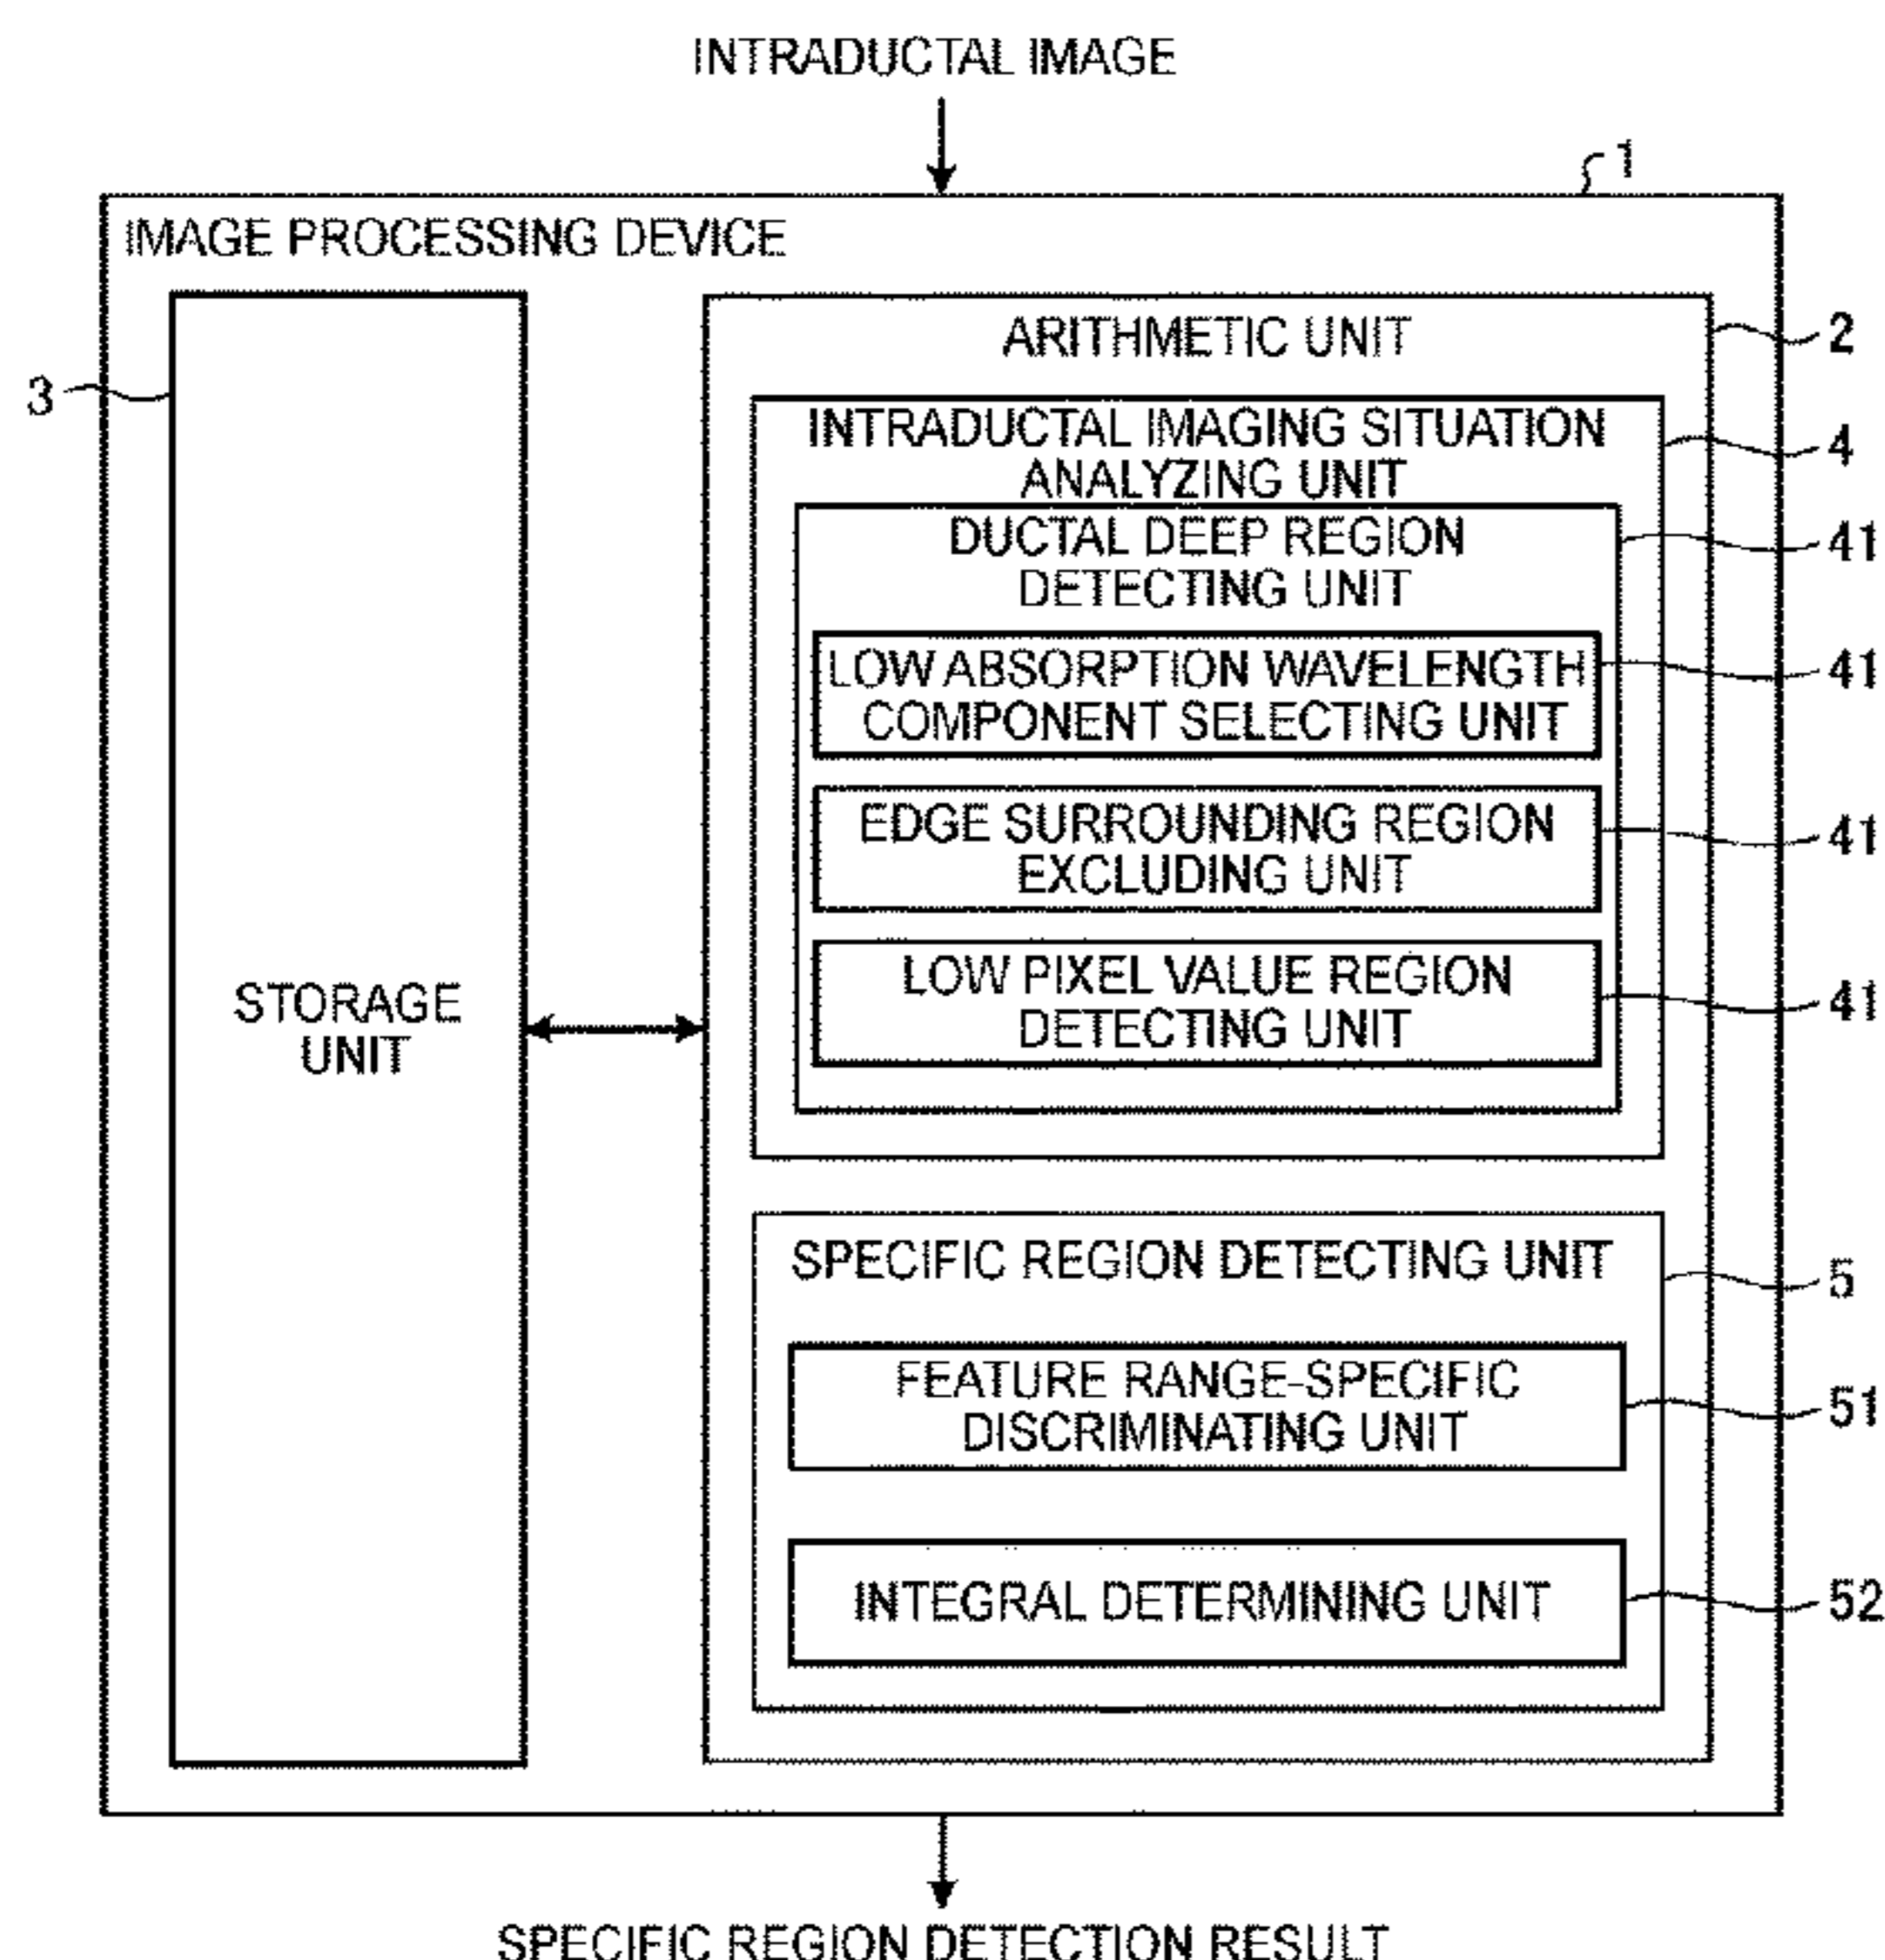 INTRADUCTAL IMAGE
1
IMAGE PROCESSING DEVICE
ARITHMETIC UNIT
2
3
INTRADUCTAL IMAGING SITUATION
ANALYZING UNIT
4
DUCTAL DEEP REGION
DETECTING UNIT
41
LOW ABSORPTION WAVELENGTH
COMPONENT SELECTING UNIT
41
EDGE SURROUNDING REGION
EXCLUDING UNIT
41
LOW PIXEL VALUE REGION
DETECTING UNIT
41
STORAGE
UNIT
SPECIFIC REGION DETECTING UNIT
5
FEATURE RANGE-SPECIFIC
DISCRIMINATING UNIT
51
INTEGRAL DETERMINING UNIT
52
SPECIFIC REGION DETECTION RESULT